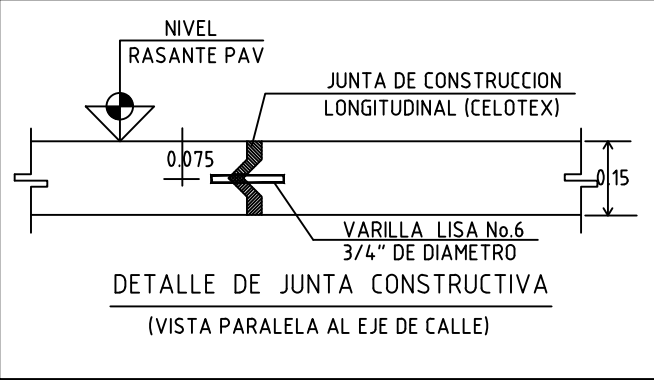 NIVEL
RASANTE PAV
JUNTA DE CONSTRUCCION
LONGITUDINAL (CELOTEX)
0.075
0.15
VARILLA LISA No.6
3/4" DE DIAMETRO
DETALLE DE JUNTA CONSTRUCTIVA
(VISTA PARALELA AL EJE DE CALLE)